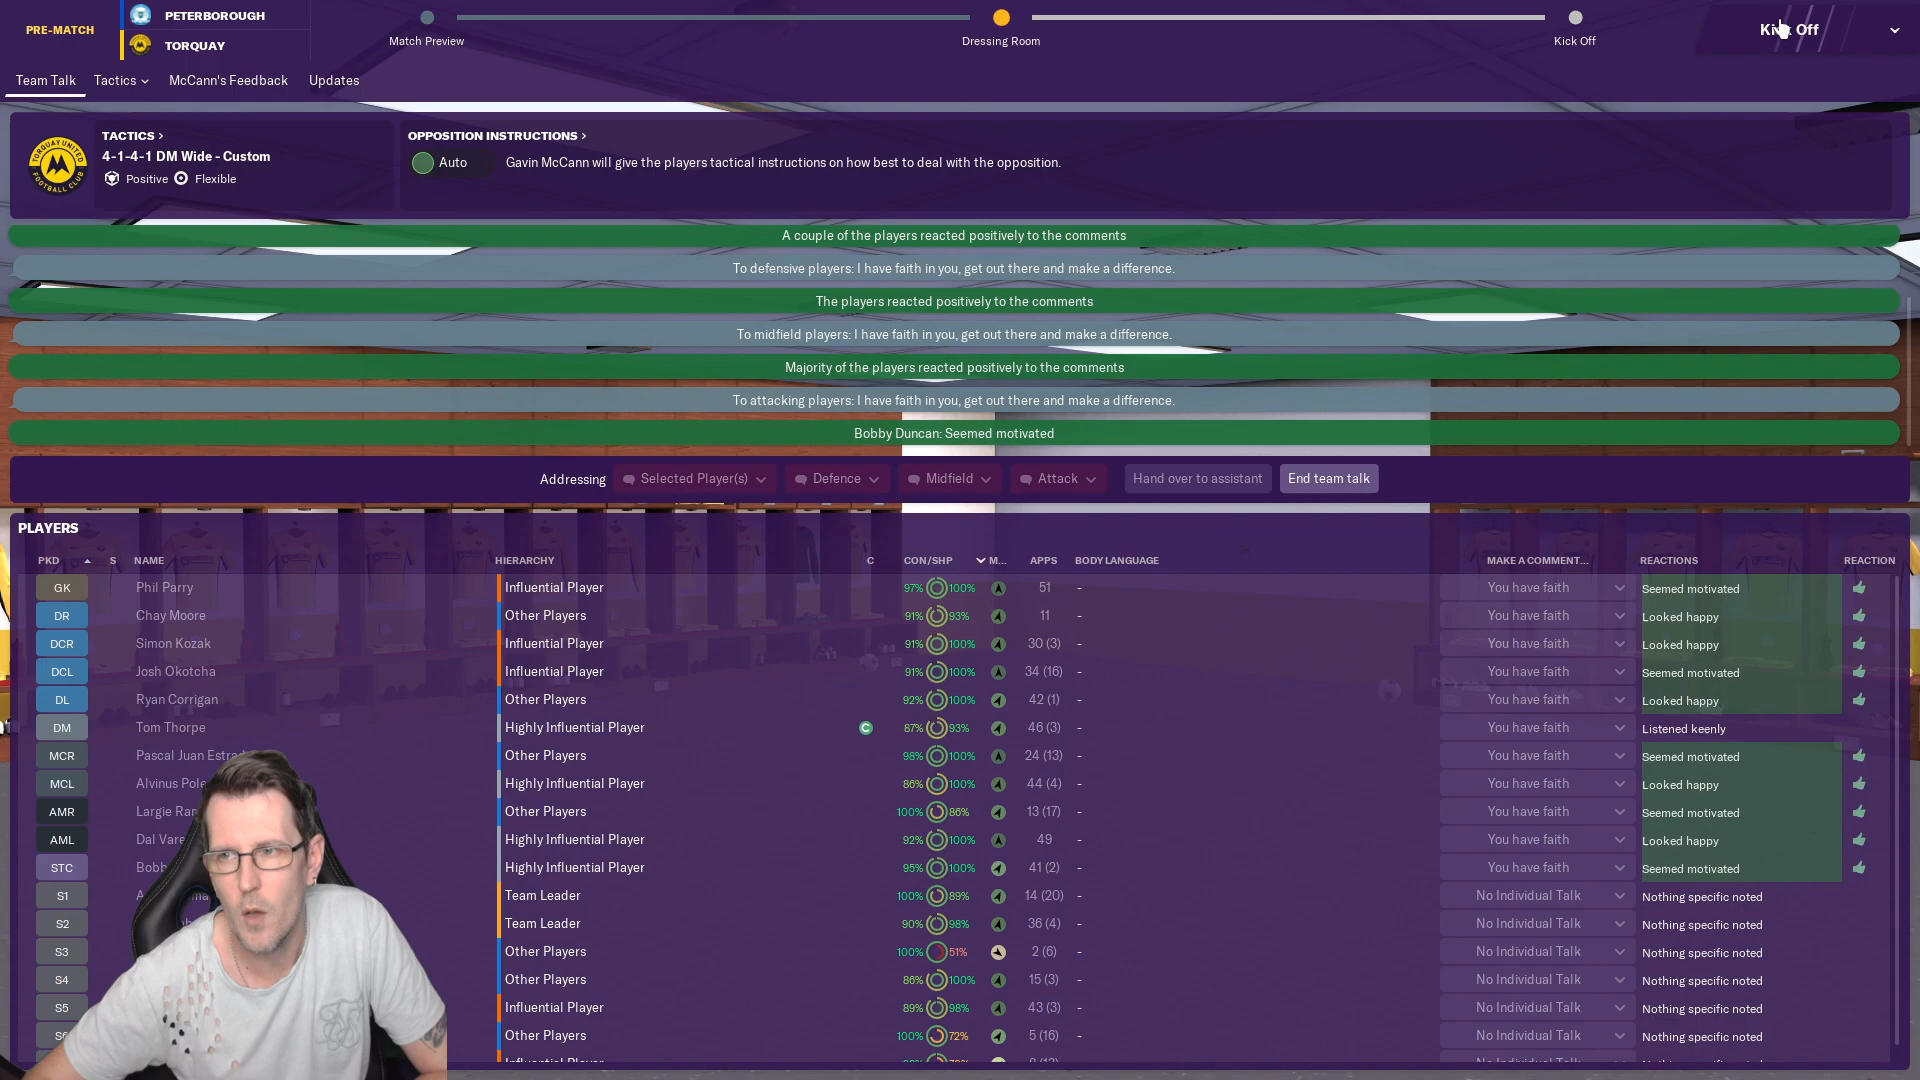 PRE-MATCH
PETERBOROUGH
TORQUAY
Match Preview
Dressing Room
Kick Off
Off
Team Talk
Tactics
McCann's Feedback
Updates
TORQUAY UNITED FOOTBALL CLUB
TACTICS >
4-1-4-1 DM Wide - Custom
Positive
Flexible
OPPOSITION INSTRUCTIONS >
Auto
Gavin McCann will give the players tactical instructions on how best to deal with the opposition.
A couple of the players reacted positively to the comments
To defensive players: I have faith in you, get out there and make a difference.
The players reacted positively to the comments
To midfield players: I have faith in you, get out there and make a difference.
Majority of the players reacted positively to the comments
To attacking players: I have faith in you, get out there and make a difference.
Bobby Duncan: Seemed motivated
Addressing Selected Player(s) Defence Midfield Attack Hand over to assistant End team talk
PLAYERS
PKD S NAME HIERARCHY C CON/SHP M... APPS BODY LANGUAGE MAKE A COMMENT... REACTIONS REACTION
GK Phil Parry Influential Player 97% 100% 51 - You have faith Seemed motivated
DR Chay Moore Other Players 91% 93% 11 - You have faith Looked happy
DCR Simon Kozak Influential Player 91% 100% 30 (3) - You have faith Looked happy
DCL Josh Okotcha Influential Player 91% 100% 34 (16) - You have faith Seemed motivated
DL Ryan Corrigan Other Players 92% 100% 42 (1) - You have faith Looked happy
DM Tom Thorpe Highly Influential Player C 87% 93% 46 (3) - You have faith Listened keenly
MCR Pascal Juan Other Players 98% 100% 24 (13) - You have faith Seemed motivated
MCL Alvinus Highly Influential Player 86% 100% 44 (4) - You have faith Looked happy
AMR Largie Other Players 100% 86% 13 (17) - You have faith Seemed motivated
AML Dal Highly Influential Player 92% 100% 49 - You have faith Looked happy
STC Highly Influential Player 95% 100% 41 (2) - You have faith Seemed motivated
S1 Team Leader 100% 89% 14 (20) - No Individual Talk Nothing specific noted
S2 Team Leader 90% 98% 36 (4) - No Individual Talk Nothing specific noted
S3 Other Players 100% 51% 2 (6) - No Individual Talk Nothing specific noted
S4 Other Players 86% 100% 15 (3) - No Individual Talk Nothing specific noted
S5 Influential Player 89% 98% 43 (3) - No Individual Talk Nothing specific noted
S6 Other Players 100% 72% 5 (16) - No Individual Talk Nothing specific noted